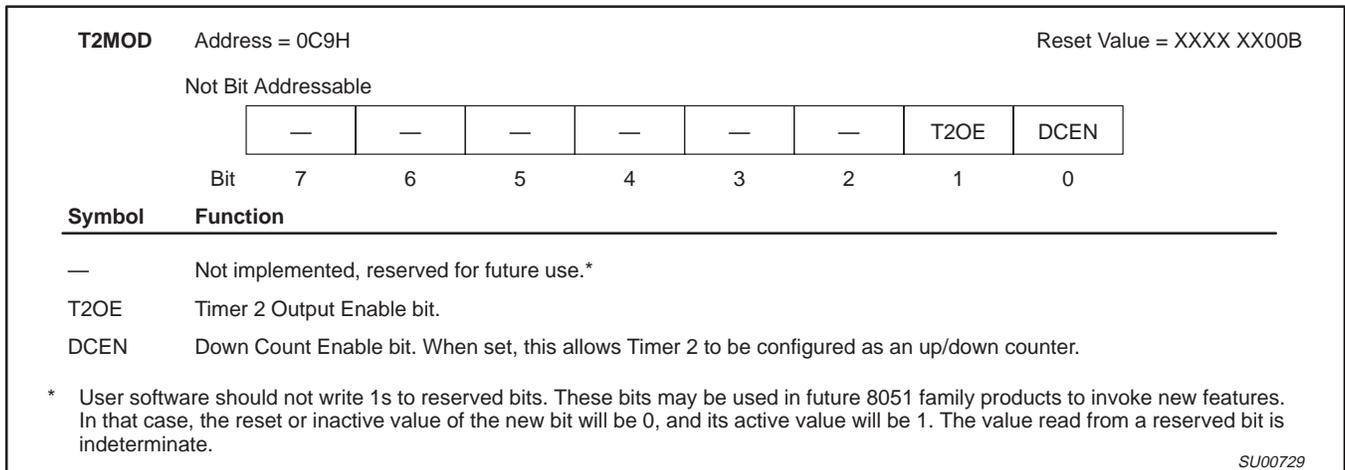 T2MOD Address = 0C9H Reset Value = XXXX XX00B
Not Bit Addressable
— — — — — — T2OE DCEN
Bit 7 6 5 4 3 2 1 0
Symbol Function
— Not implemented, reserved for future use.*
T2OE Timer 2 Output Enable bit.
DCEN Down Count Enable bit. When set, this allows Timer 2 to be configured as an up/down counter.
* User software should not write 1s to reserved bits. These bits may be used in future 8051 family products to invoke new features.
In that case, the reset or inactive value of the new bit will be 0, and its active value will be 1. The value read from a reserved bit is
indeterminate.
SU00729